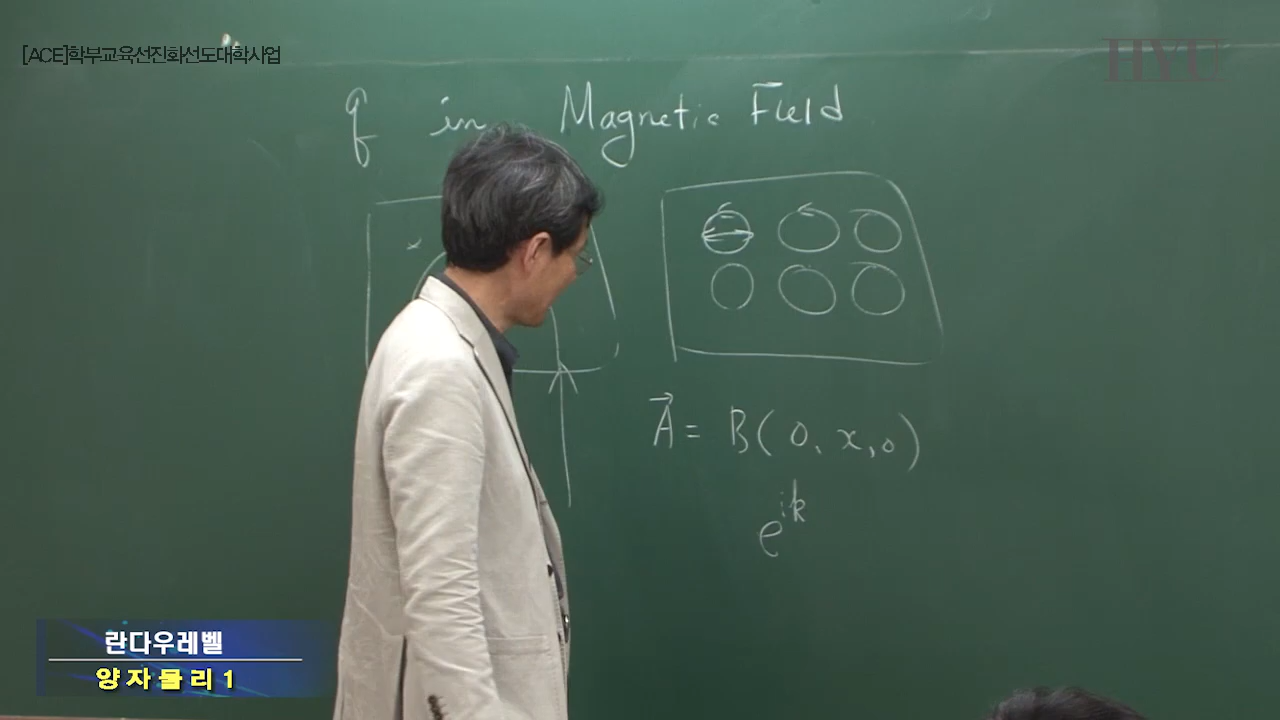 [ACE]학부교육선진화선도대학사업
HYU
q in Magnetic Field
A⃗ = B(0, x, 0)
e^{ik}
란다우레벨
양자물리1